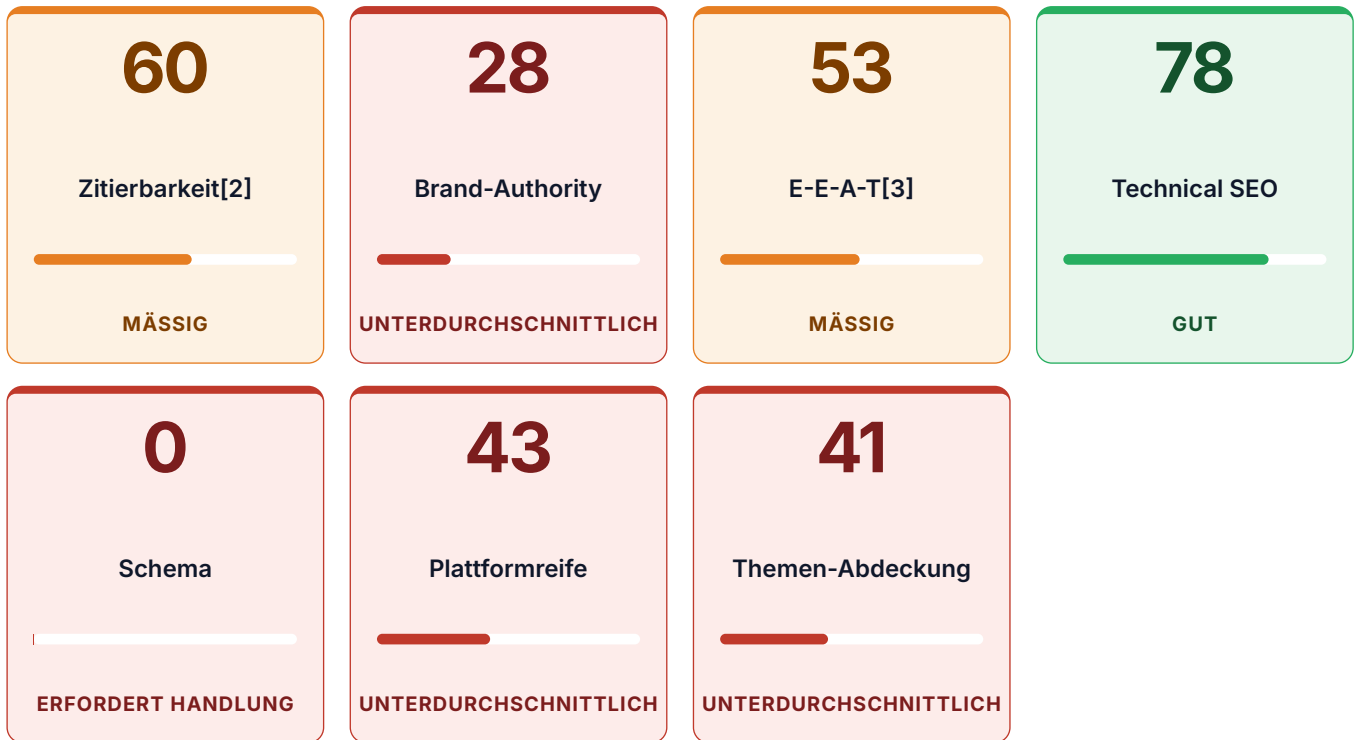 60
28
53
78
Zitierbarkeit[2]
Brand-Authority
E-E-A-T[3]
Technical SEO
MÄSSIG
UNTERDURCHSCHNITTLICH
MÄSSIG
GUT
0
43
41
Schema
Plattformreife
Themen-Abdeckung
ERFORDERT HANDLUNG
UNTERDURCHSCHNITTLICH
UNTERDURCHSCHNITTLICH